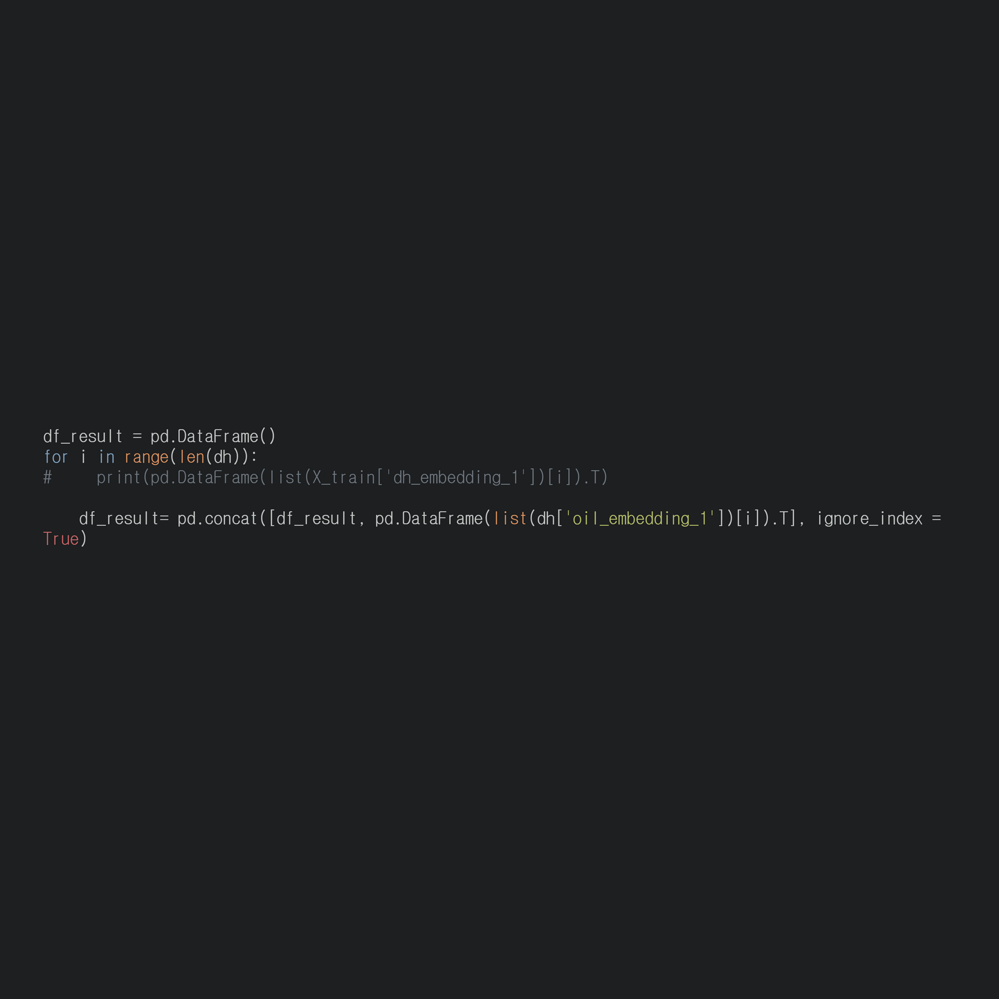 df_result = pd.DataFrame()
for i in range(len(dh)):
#     print(pd.DataFrame(list(X_train['dh_embedding_1'])[i]).T)
    df_result= pd.concat([df_result, pd.DataFrame(list(dh['oil_embedding_1'])[i]).T], ignore_index =
True)